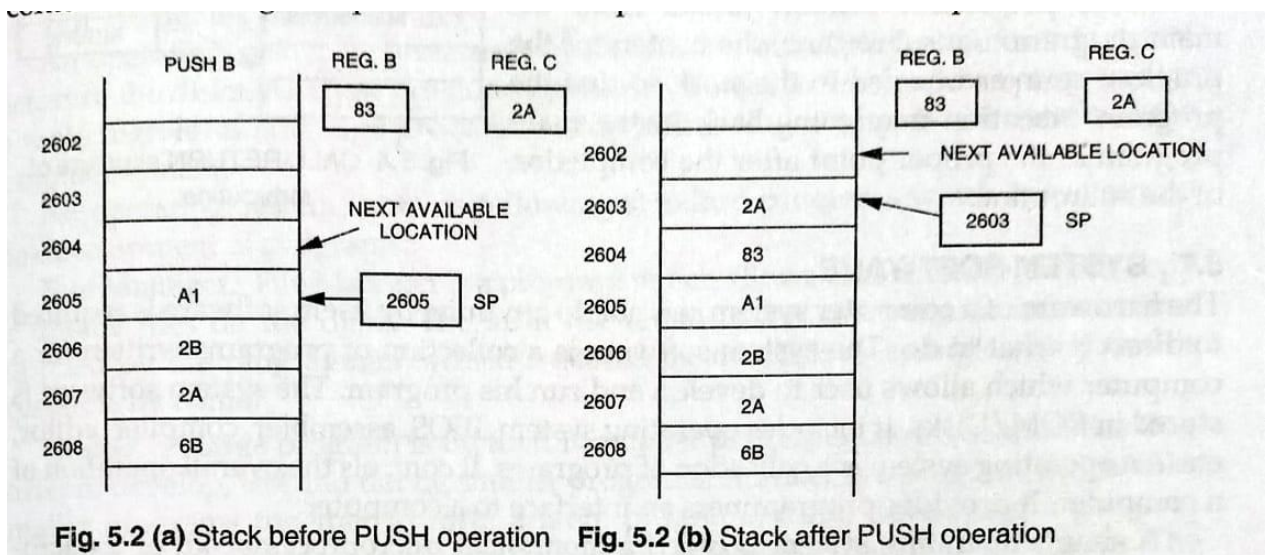 PUSH B
REG. B
REG. C
83
2A
2602
2603
NEXT AVAILABLE
LOCATION
2604
2605
A1
2605
SP
2606
2B
2607
2A
2608
6B
Fig. 5.2 (a) Stack before PUSH operation
REG. B
REG. C
83
2A
2602
NEXT AVAILABLE LOCATION
2603
2A
2603
SP
2604
83
2605
A1
2606
2B
2607
2A
2608
6B
Fig. 5.2 (b) Stack after PUSH operation